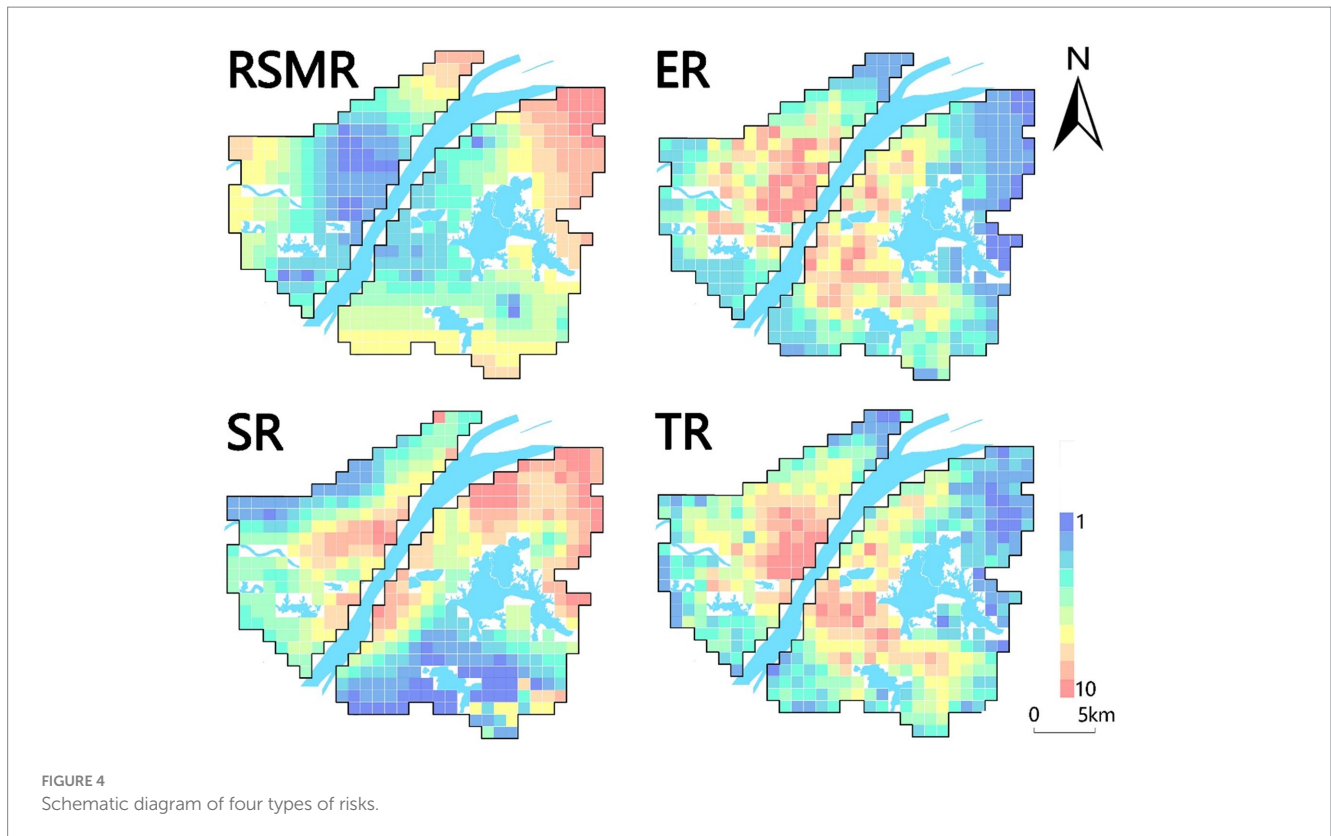 RSMR
ER
N
SR
TR
1
10
0 5km
FIGURE 4
Schematic diagram of four types of risks.